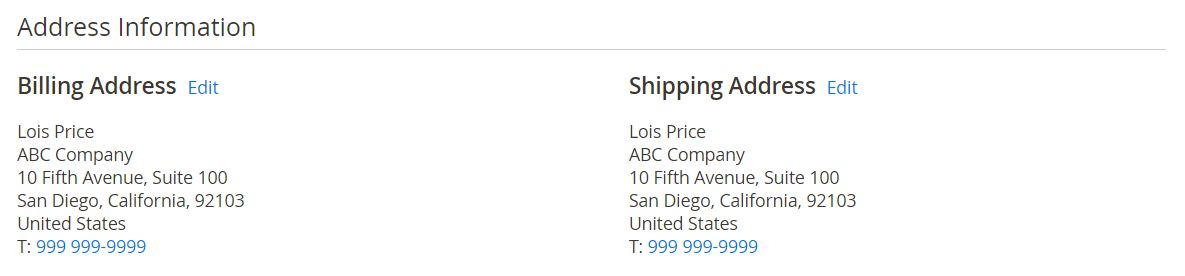 Address Information
Billing Address Edit
Lois Price
ABC Company
10 Fifth Avenue, Suite 100
San Diego, California, 92103
United States
T: 999 999-9999
Shipping Address Edit
Lois Price
ABC Company
10 Fifth Avenue, Suite 100
San Diego, California, 92103
United States
T: 999 999-9999